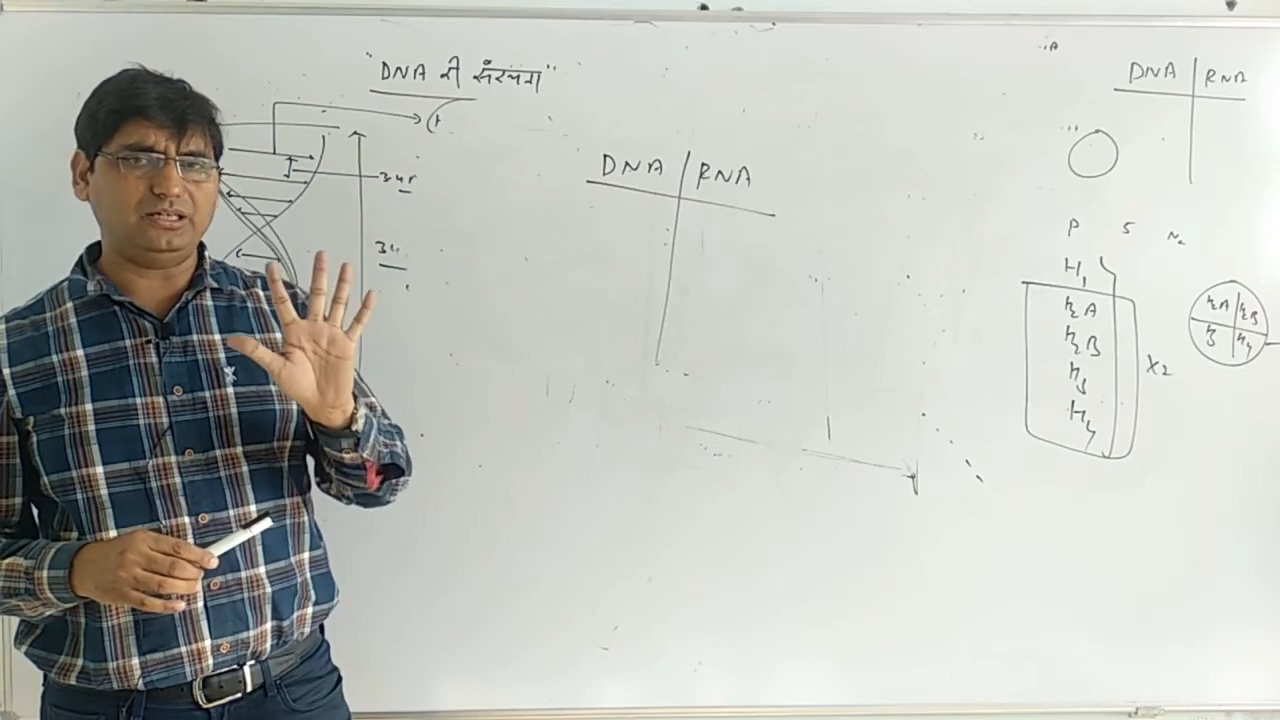 "DNA की संरचना"
DNA | RNA
DNA | RNA
P S
H₁
H₂A
H₂B
H₃
H₄
X2
H₂A H₂B
H₃ H₄